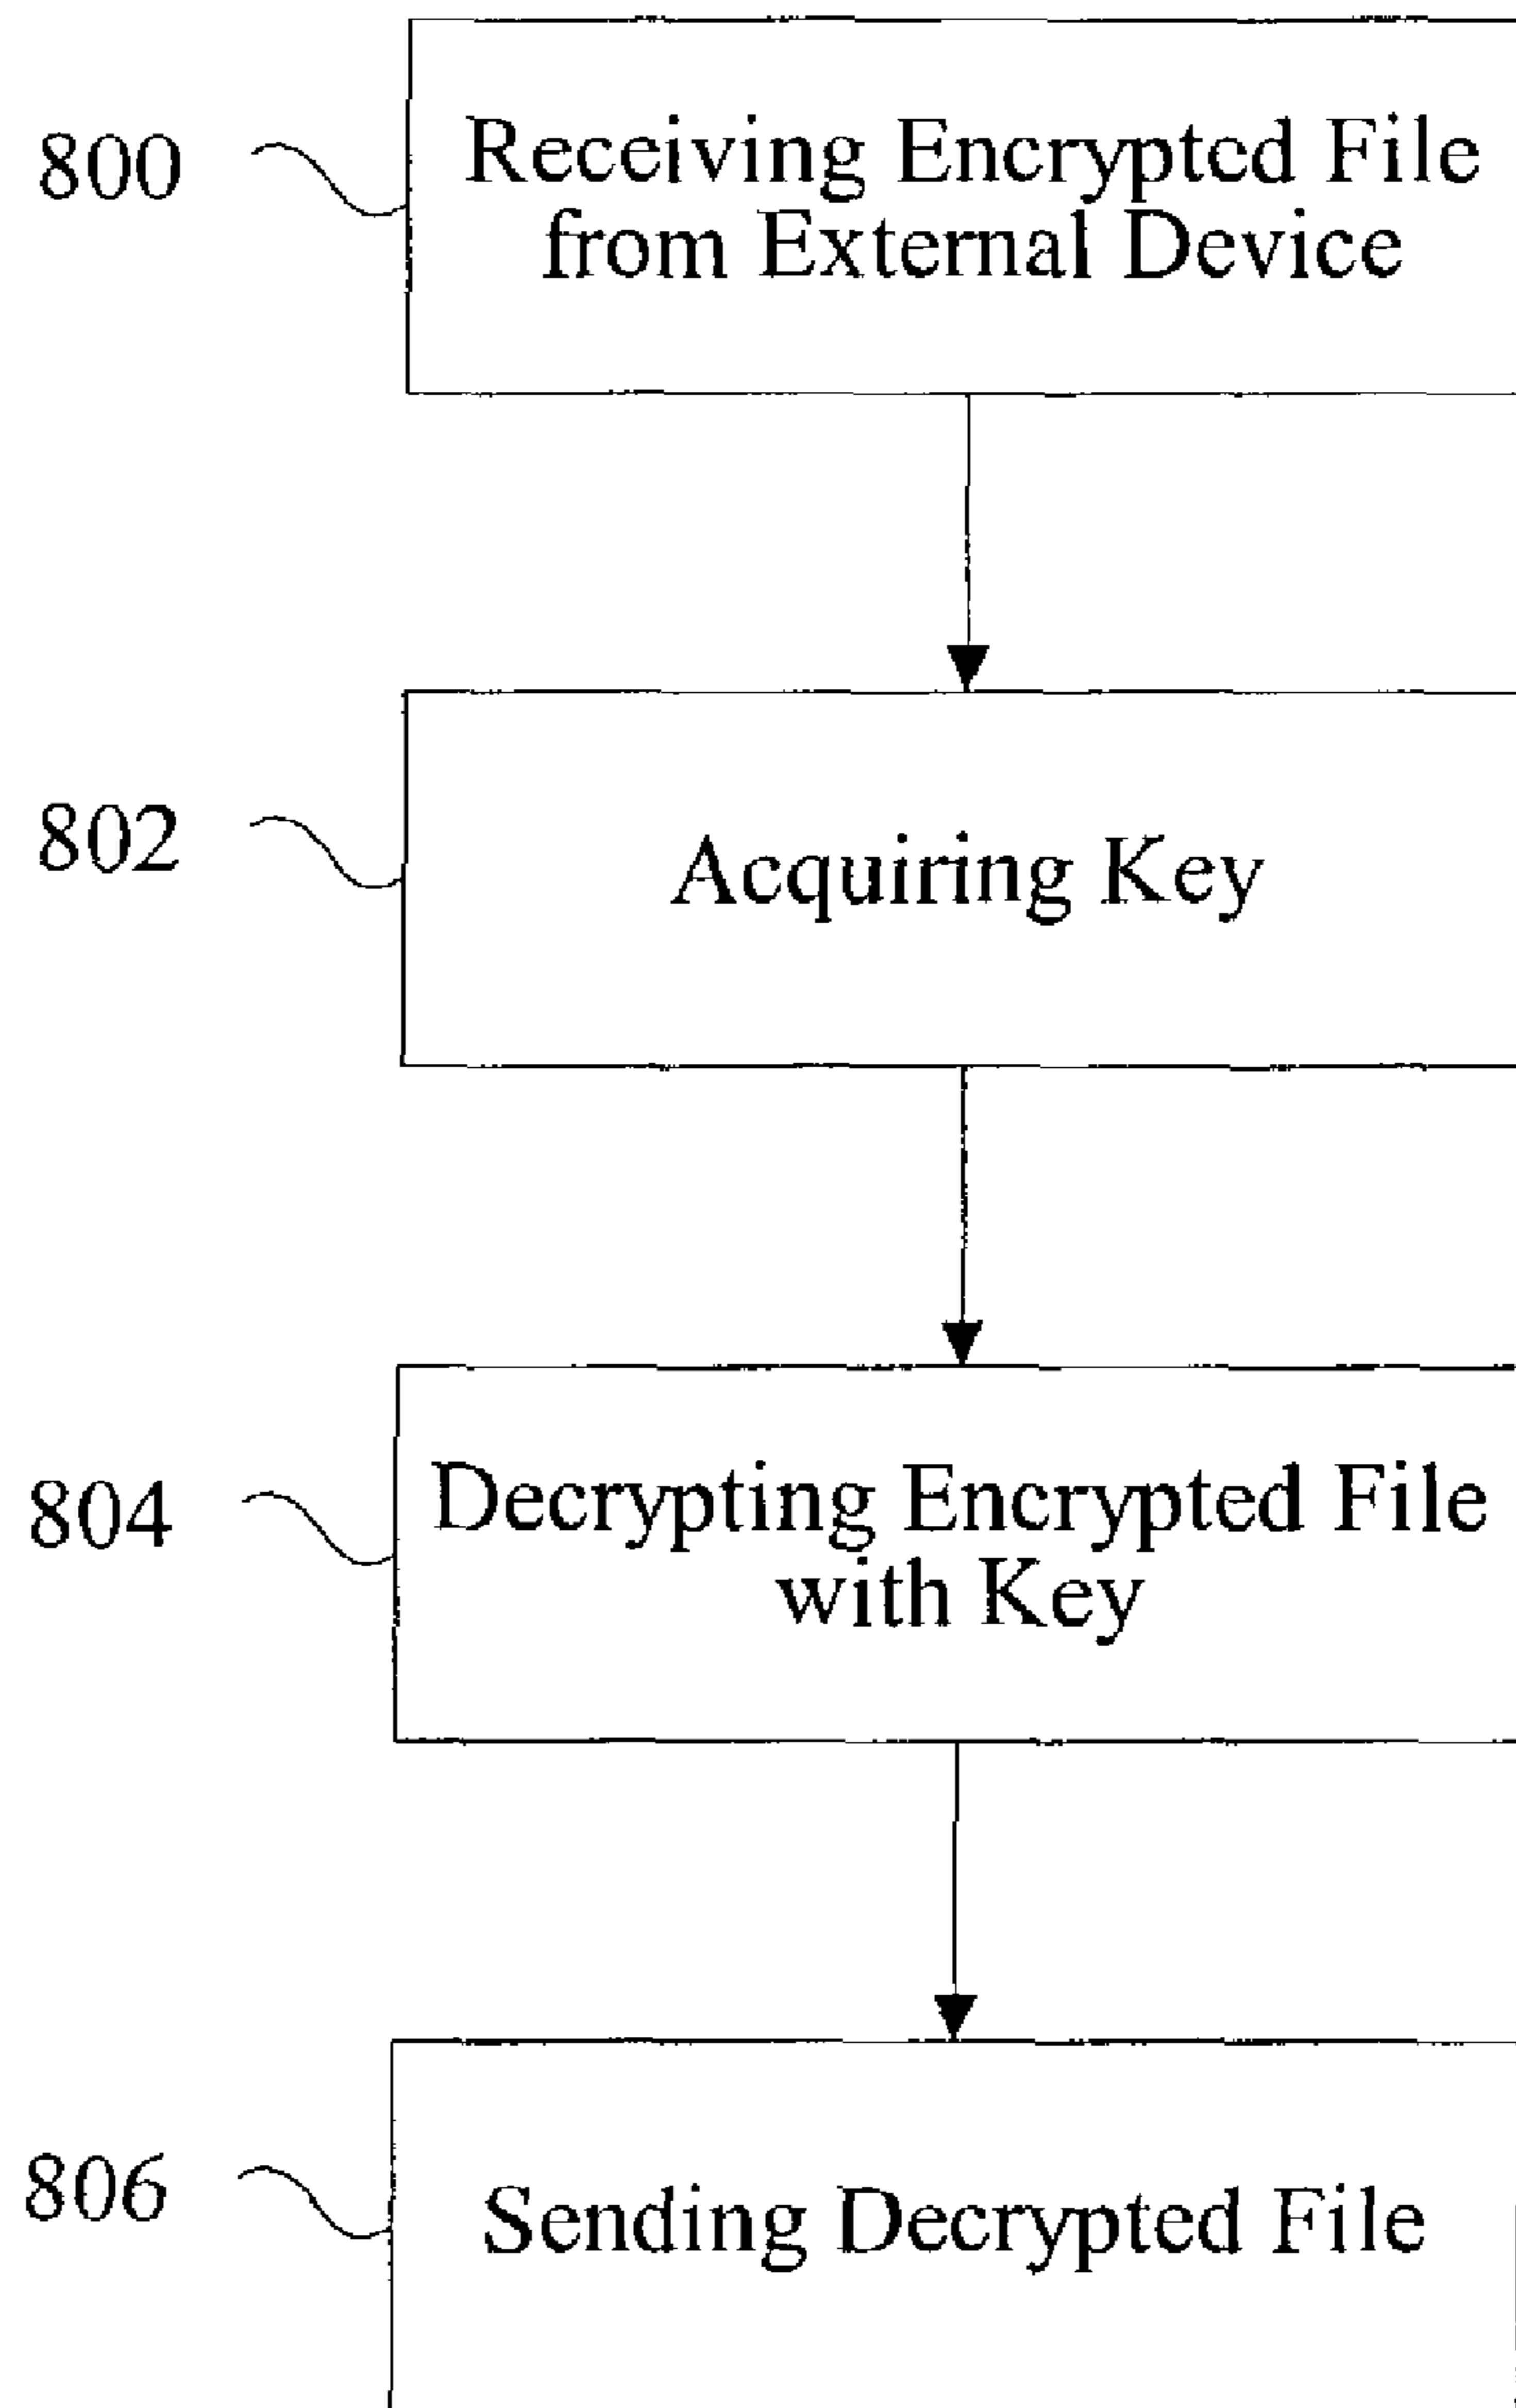 800
Receiving Encrypted File
from External Device
802
Acquiring Key
804
Decrypting Encrypted File
with Key
806
Sending Decrypted File